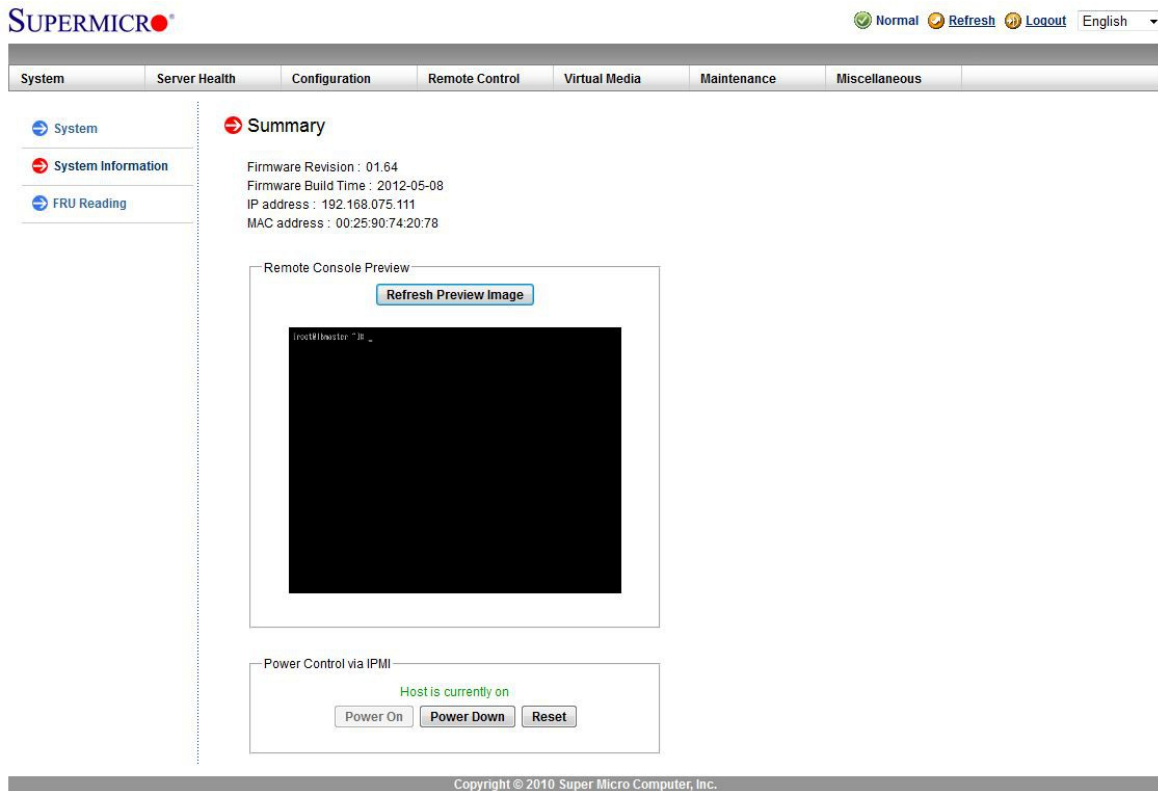 SUPERMICR
Normal Refresh Logout English
System Server Health Configuration Remote Control Virtual Media Maintenance Miscellaneous
System
System Information
FRU Reading
Summary
Firmware Revision : 01.64
Firmware Build Time : 2012-05-08
IP address : 192.168.075.111
MAC address : 00:25:90:74:20:78
Remote Console Preview
Refresh Preview Image
Power Control via IPMI
Host is currently on
Power On Power Down Reset
Copyright © 2010 Super Micro Computer, Inc.